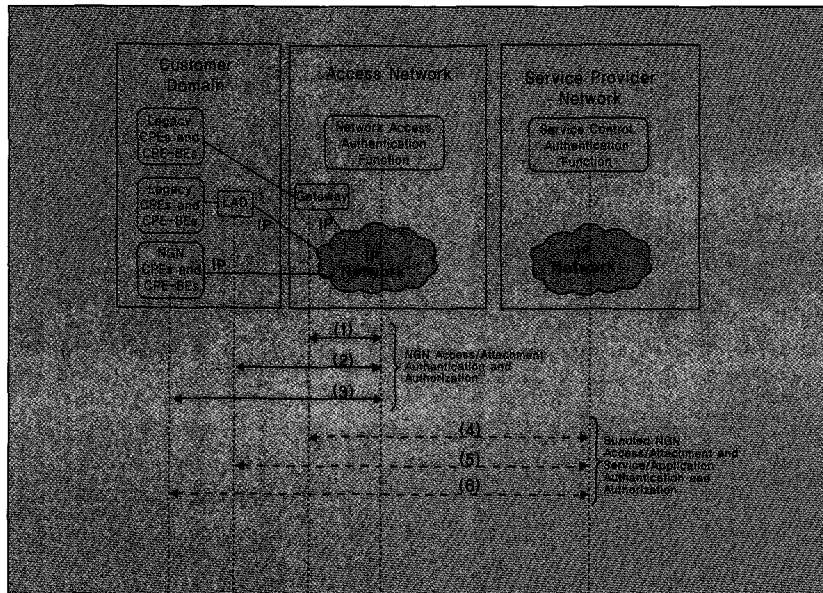 Customer
Domain
Access Network
Service Provider
Network
Legacy
CPEs and
CPE-BEs
Network Access
Authentication
Function
Service Control
Authentication
Function
Legacy
CPEs and
CPE-BEs
IAD
Gateway
IP
IP
NGN
CPEs and
CPE-BEs
IP
IP
Network
IP
Network
(1)
(2)
(3)
NGN Access/Attachment
Authentication and
Authorization
(4)
(5)
(6)
Bundled NGN
Access/Attachment and
Service/Application
Authentication and
Authorization